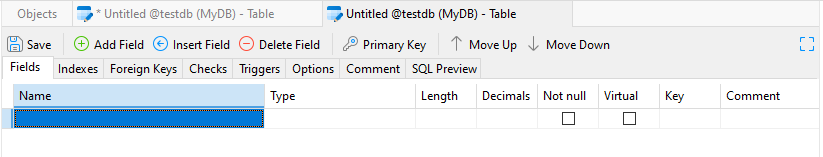 Objects * Untitled @testdb (MyDB) - Table Untitled @testdb (MyDB) - Table
Save Add Field Insert Field Delete Field Primary Key Move Up Move Down
Fields Indexes Foreign Keys Checks Triggers Options Comment SQL Preview
Name Type Length Decimals Not null Virtual Key Comment